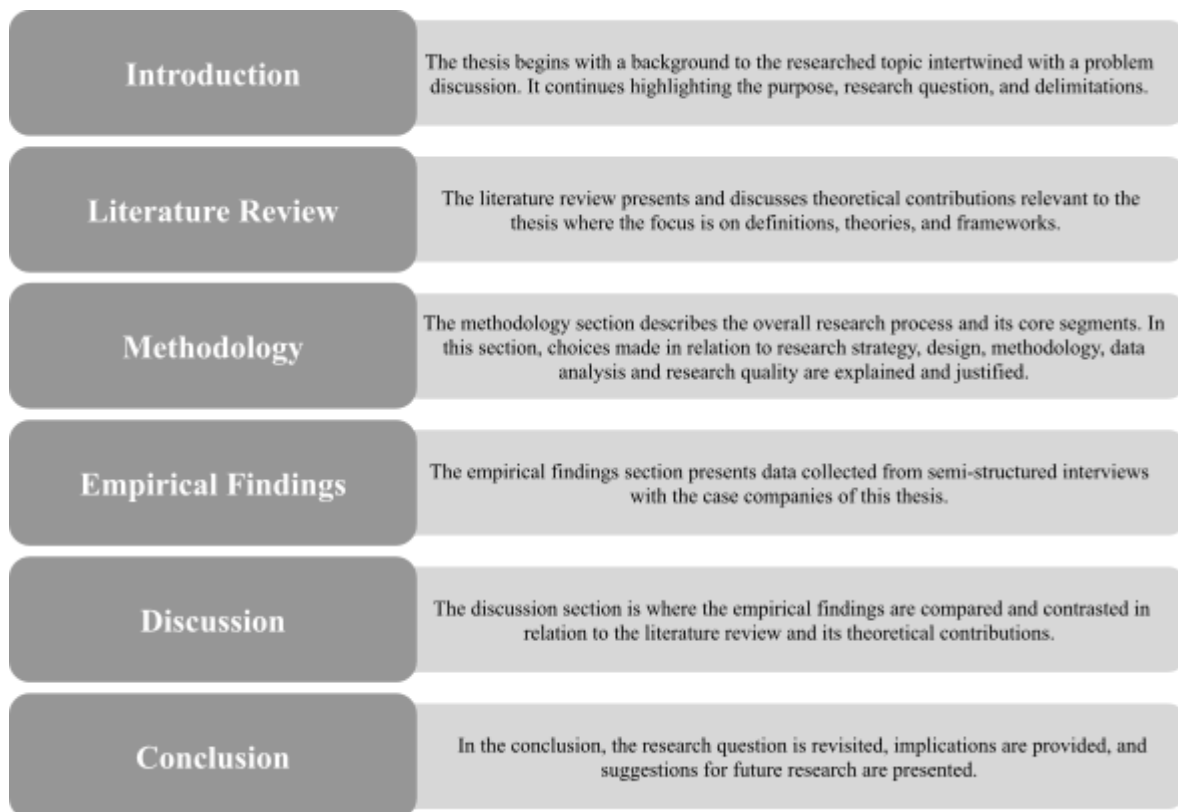 Introduction
The thesis begins with a background to the researched topic intertwined with a problem
discussion. It continues highlighting the purpose, research question, and delimitations.
Literature Review
The literature review presents and discusses theoretical contributions relevant to the
thesis where the focus is on definitions, theories, and frameworks.
Methodology
The methodology section describes the overall research process and its core segments. In
this section, choices made in relation to research strategy, design, methodology, data
analysis and research quality are explained and justified.
Empirical Findings
The empirical findings section presents data collected from semi-structured interviews
with the case companies of this thesis.
Discussion
The discussion section is where the empirical findings are compared and contrasted in
relation to the literature review and its theoretical contributions.
Conclusion
In the conclusion, the research question is revisited, implications are provided, and
suggestions for future research are presented.